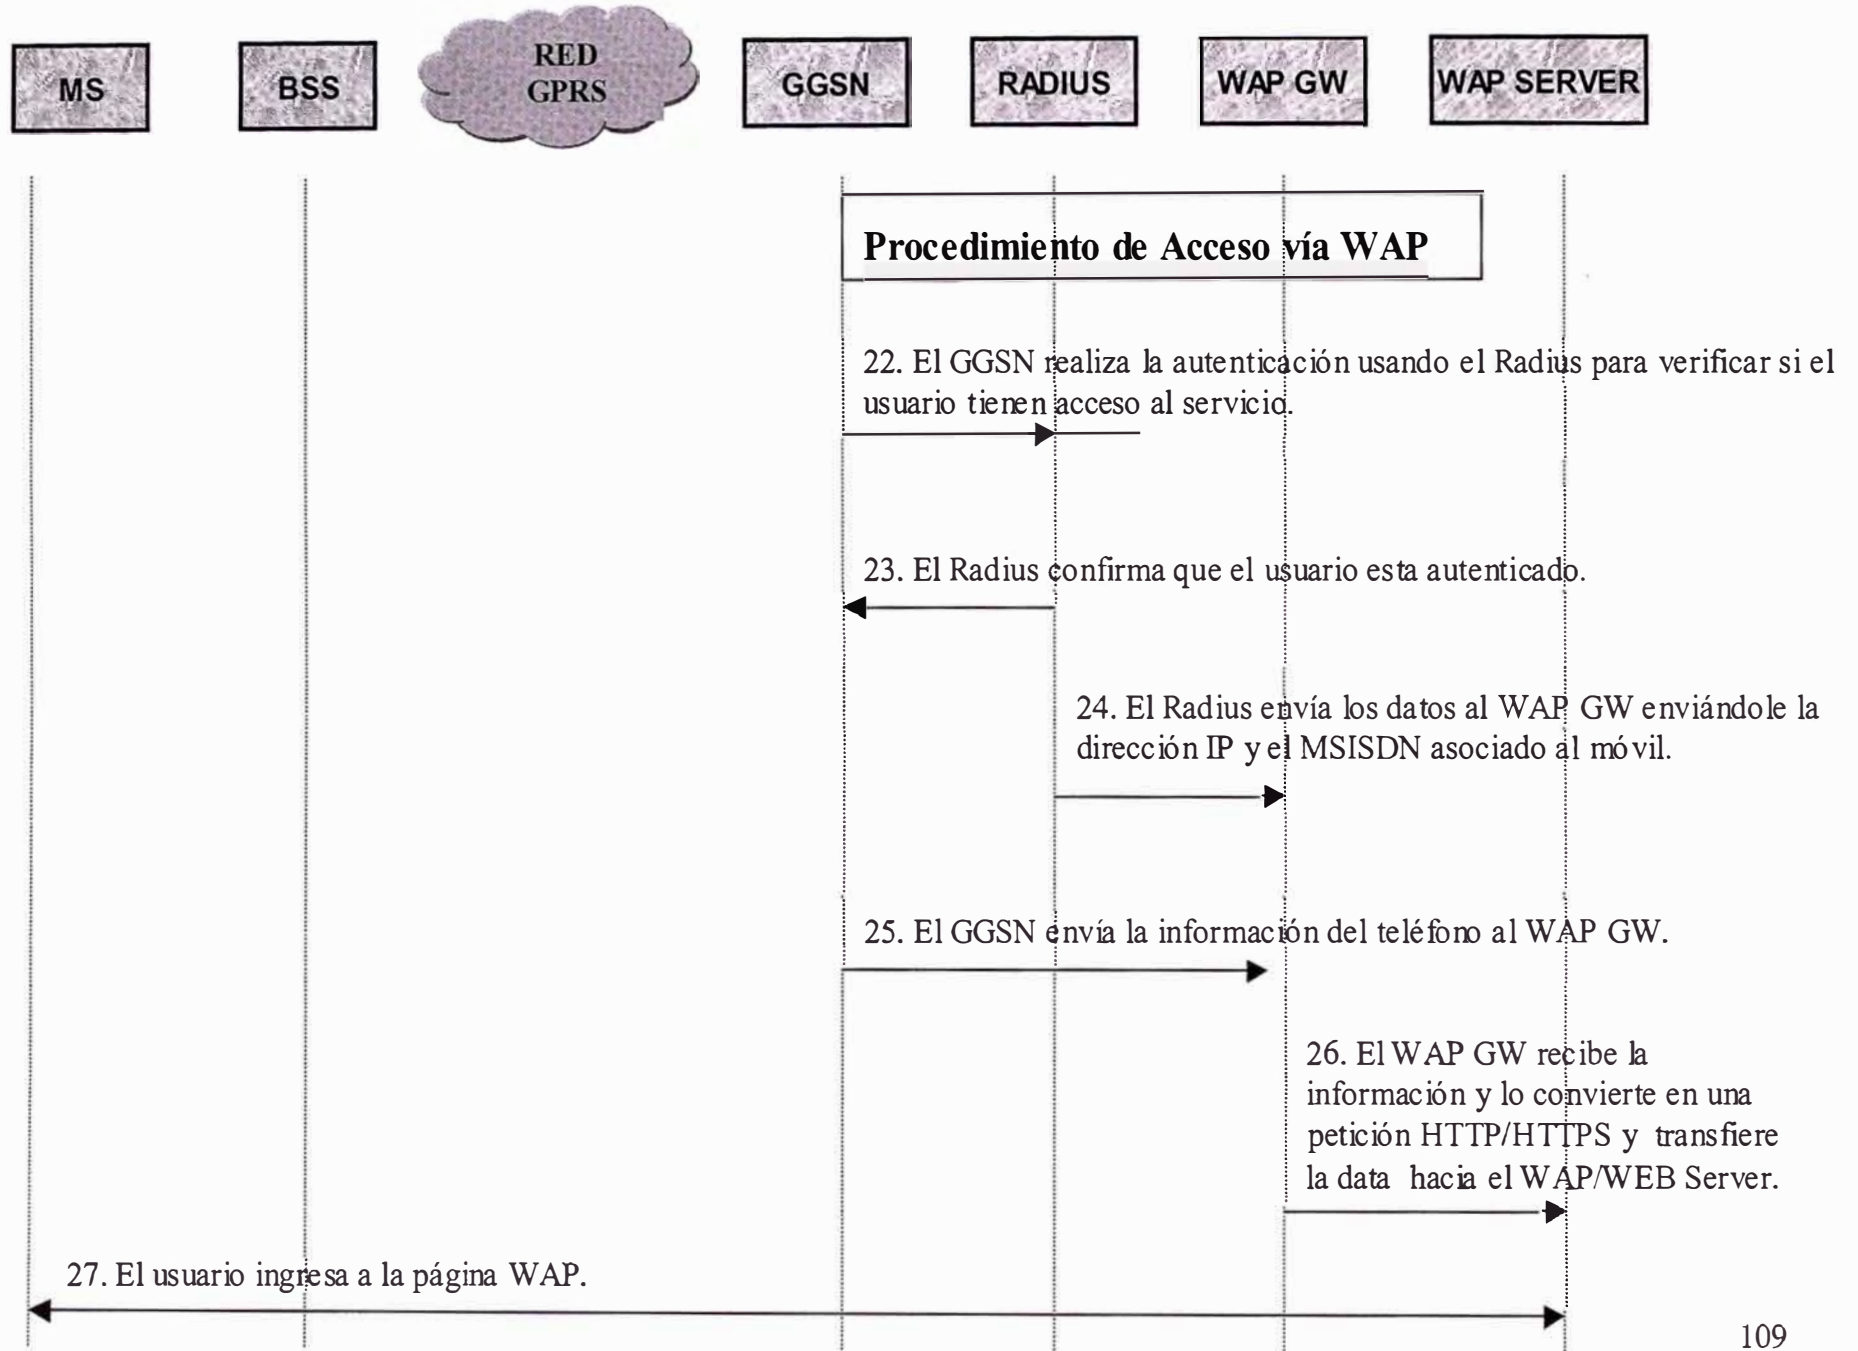 MS
BSS
RED
GPRS
GGSN
RADIUS
WAP GW
WAP SERVER
Procedimiento de Acceso vía WAP
22. El GGSN realiza la autenticación usando el Radius para verificar si el
usuario tienen acceso al servicio.
23. El Radius confirma que el usuario esta autenticado.
24. El Radius envía los datos al WAP GW enviándole la
dirección IP y el MSISDN asociado al móvil.
25. El GGSN envía la información del teléfono al WAP GW.
26. El WAP GW recibe la
información y lo convierte en una
petición HTTP/HTTPS y transfiere
la data hacia el WAP/WEB Server.
27. El usuario ingresa a la página WAP.
109